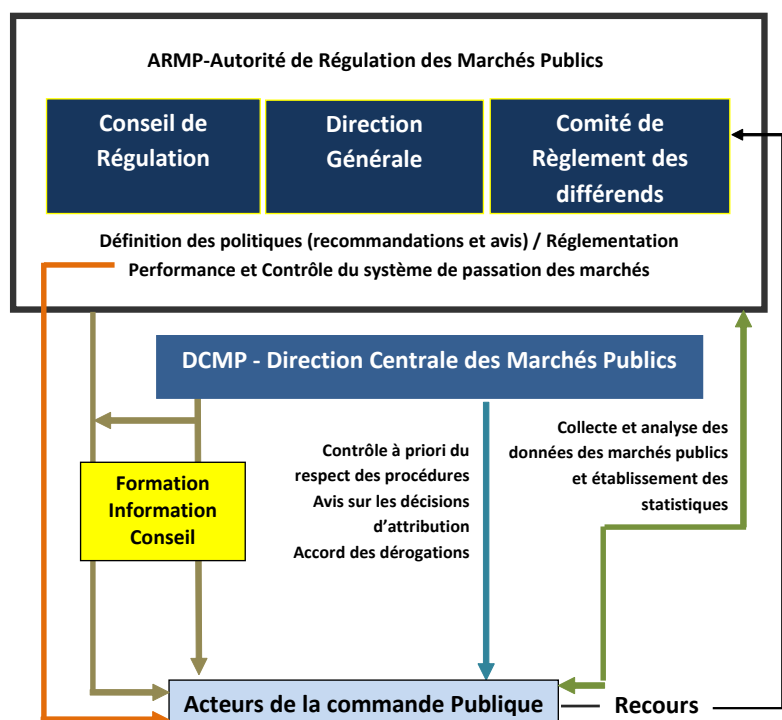 ARMP-Autorité de Régulation des Marchés Publics
Conseil de
Régulation
Direction
Générale
Comité de
Règlement des
différends
Définition des politiques (recommandations et avis) / Réglementation
Performance et Contrôle du système de passation des marchés
DCMP - Direction Centrale des Marchés Publics
Formation
Information
Conseil
Contrôle à priori du
respect des procédures
Avis sur les décisions
d’attribution
Accord des dérogations
Collecte et analyse des
données des marchés publics
et établissement des
statistiques
Acteurs de la commande Publique
Recours